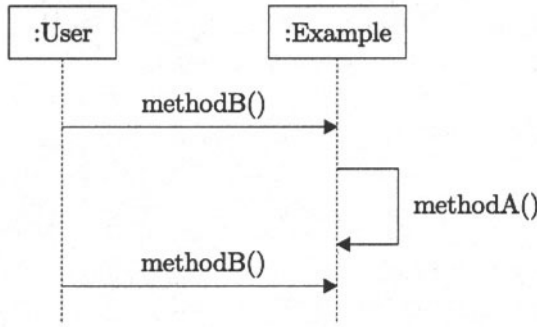 :User
:Example
methodB()
methodA()
methodB()